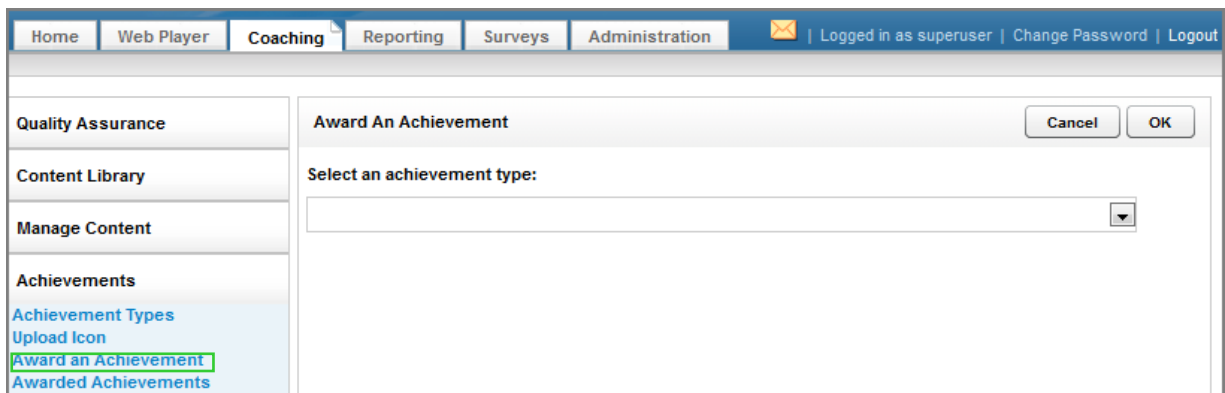 Home Web Player Coaching Reporting Surveys Administration | Logged in as superuser | Change Password | Logout
Quality Assurance
Content Library
Manage Content
Achievements
Achievement Types
Upload Icon
Award an Achievement
Awarded Achievements
Award An Achievement Cancel OK
Select an achievement type: